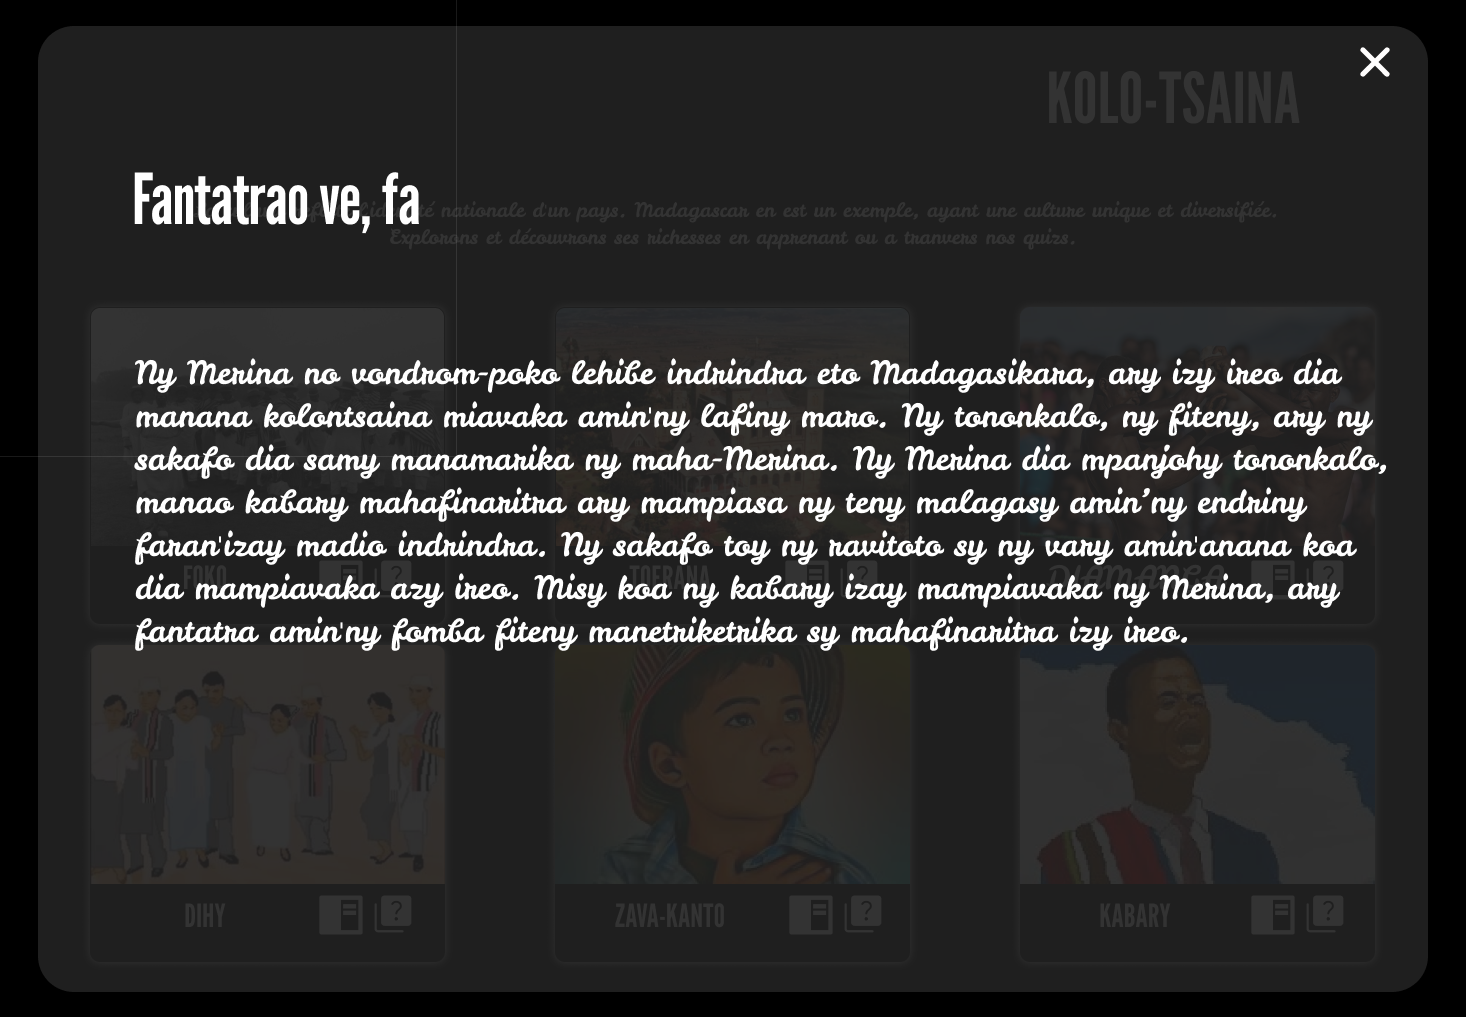 KOLO-TSAINA
Fantatrao ve, fa
nationale d'un pays. Madagascar en est un exemple, ayant une culture unique et diversifiée.
Explorons et découvrons ses richesses en apprenant ou a tranvers nos quizs.
Ny Merina no vondrom-poko lehibe indrindra eto Madagasikara, ary izy ireo dia
manana kolontsaina miavaka amin'ny lafiny maro. Ny tononkalo, ny fiteny, ary ny
sakafo dia samy manamarika ny maha-Merina. Ny Merina dia mpanjohy tononkalo,
manao kabary mahafinaritra ary mampiasa ny teny malagasy amin’ny endriny
faran'izay madio indrindra. Ny sakafo toy ny ravitoto sy ny vary amin'anana koa
FOKO
dia mampiavaka azy ireo. Misy koa ny kabary izay mampiavaka ny Merina, ary
fantatra amin'ny fomba fiteny manetriketrika sy mahafinaritra izy ireo.
DIHY
ZAVA-KANTO
KABARY